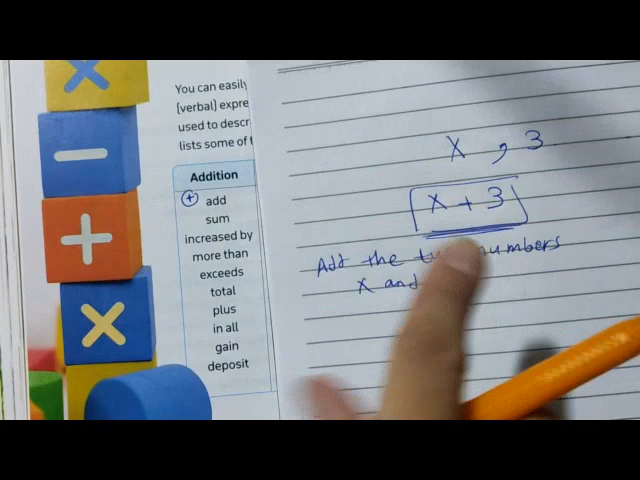 You can easily
(verbal) expre
used to descr
lists some of t
Addition
+ add
sum
increased by
more than
exceeds
total
plus
in all
gain
deposit
x , 3
x + 3
Add the numbers
x and